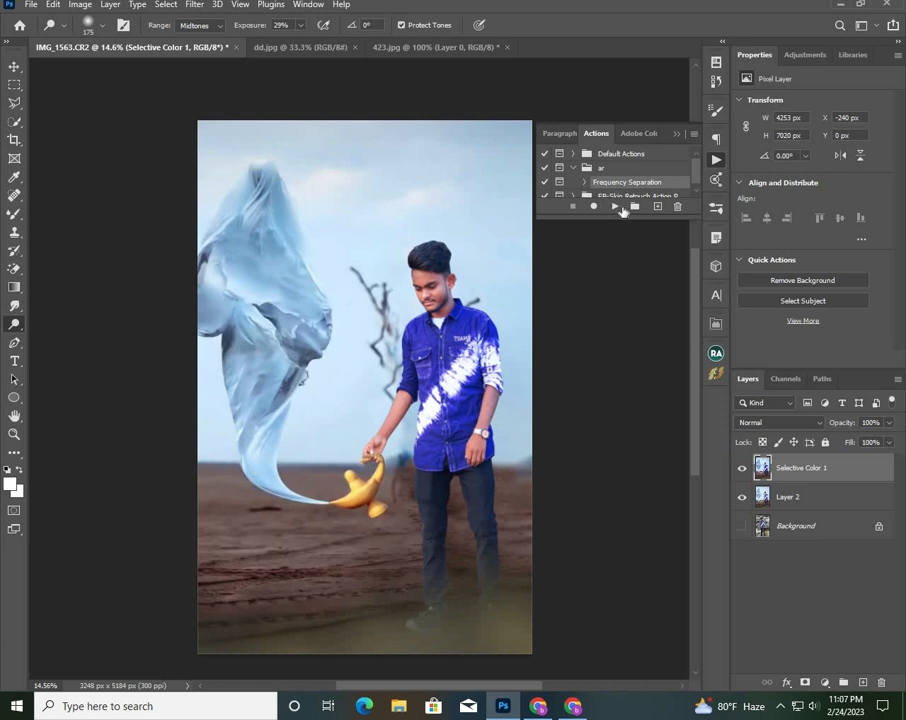 File Edit Image Layer Type Select Filter 3D View Plugins Window Help
175 Range: Midtones Exposure: 29% 0° Protect Tones
IMG_1563.CR2 @ 14.6% (Selective Color 1, RGB/8*) * dd.jpg @ 33.3% (RGB/8#) 423.jpg @ 100% (Layer 0, RGB/8) *
Properties Adjustments Libraries
Pixel Layer
Transform
W 4253 px X -240 px
H 7020 px Y 0 px
0.00°
Align and Distribute
Align:
Quick Actions
Remove Background
Select Subject
View More
Paragraph Actions Adobe Col
Default Actions
ar
Frequency Separation
Layers Channels Paths
Kind
Normal Opacity: 100%
Lock: Fill: 100%
Selective Color 1
Layer 2
Background
14.56% 3248 px x 5184 px (300 ppi)
Type here to search
80°F Haze
11:07 PM
2/24/2023